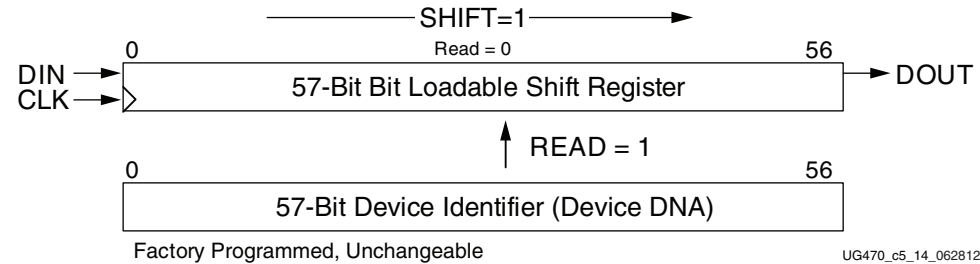 SHIFT=1
0 Read = 0 56
DIN 57-Bit Bit Loadable Shift Register DOUT
CLK
READ = 1
0 56
57-Bit Device Identifier (Device DNA)
Factory Programmed, Unchangeable
UG470_c5_14_062812